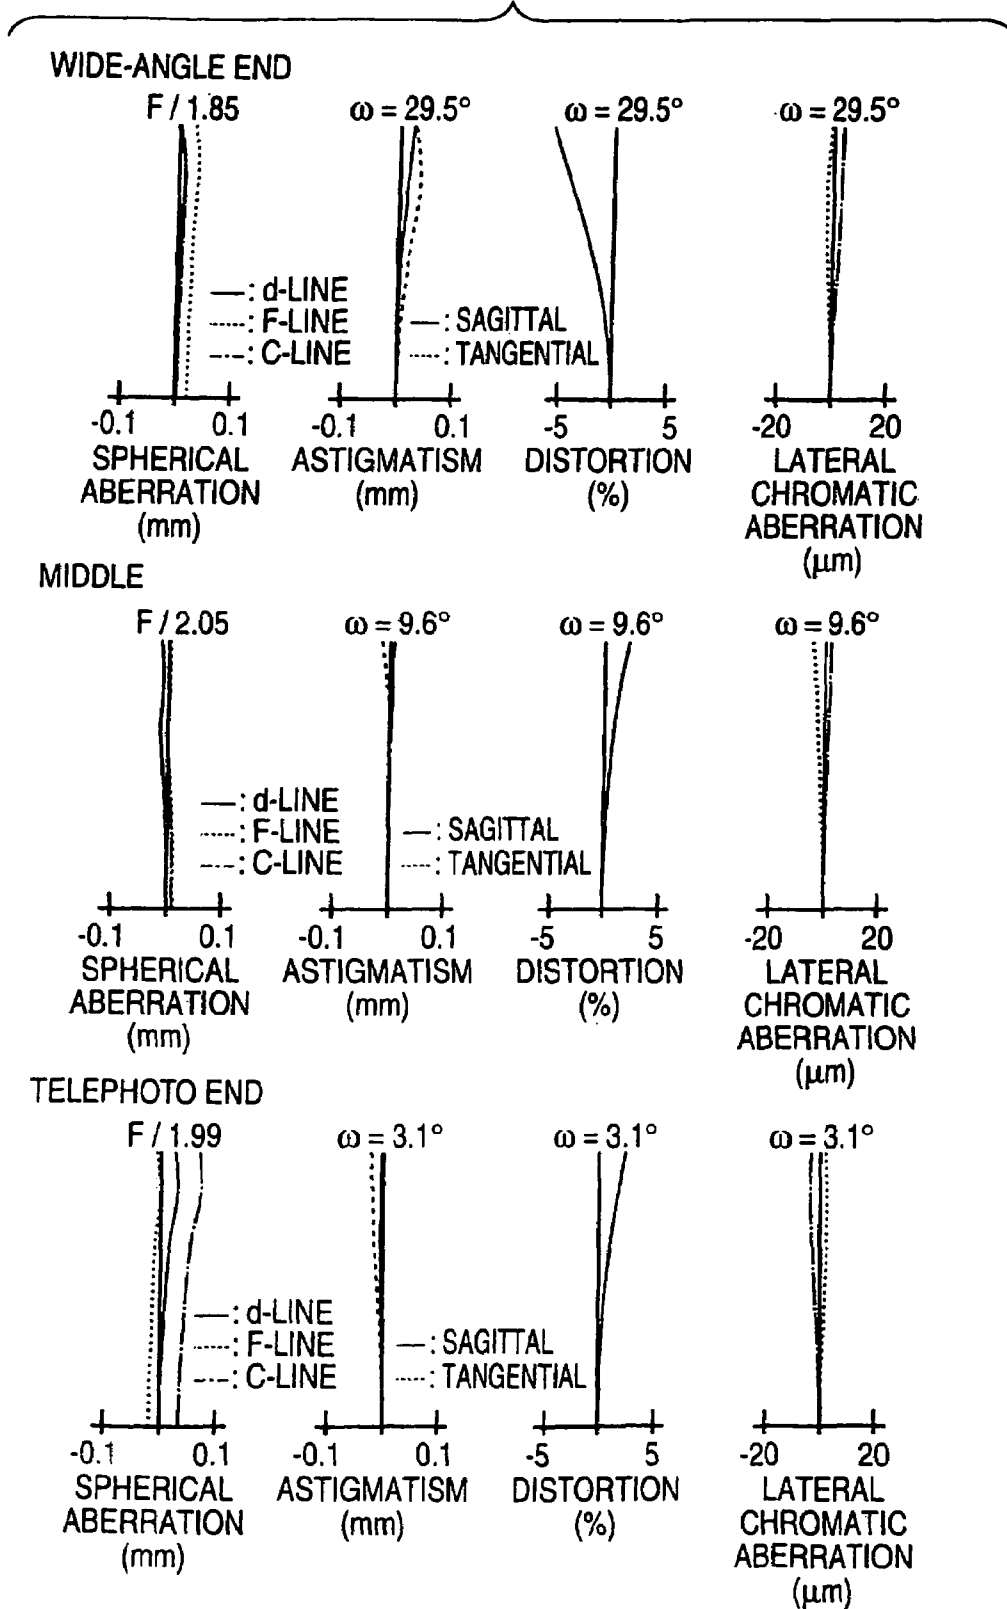 WIDE-ANGLE END
F / 1.85
ω = 29.5°
ω = 29.5°
ω = 29.5°
: d-LINE
: F-LINE
: C-LINE
: SAGITTAL
: TANGENTIAL
-0.1 0.1
-0.1 0.1
-5 5
-20 20
SPHERICAL ABERRATION (mm)
ASTIGMATISM (mm)
DISTORTION (%)
LATERAL CHROMATIC ABERRATION (μm)
MIDDLE
F / 2.05
ω = 9.6°
ω = 9.6°
ω = 9.6°
: d-LINE
: F-LINE
: C-LINE
: SAGITTAL
: TANGENTIAL
-0.1 0.1
-0.1 0.1
-5 5
-20 20
SPHERICAL ABERRATION (mm)
ASTIGMATISM (mm)
DISTORTION (%)
LATERAL CHROMATIC ABERRATION (μm)
TELEPHOTO END
F / 1.99
ω = 3.1°
ω = 3.1°
ω = 3.1°
: d-LINE
: F-LINE
: C-LINE
: SAGITTAL
: TANGENTIAL
-0.1 0.1
-0.1 0.1
-5 5
-20 20
SPHERICAL ABERRATION (mm)
ASTIGMATISM (mm)
DISTORTION (%)
LATERAL CHROMATIC ABERRATION (μm)